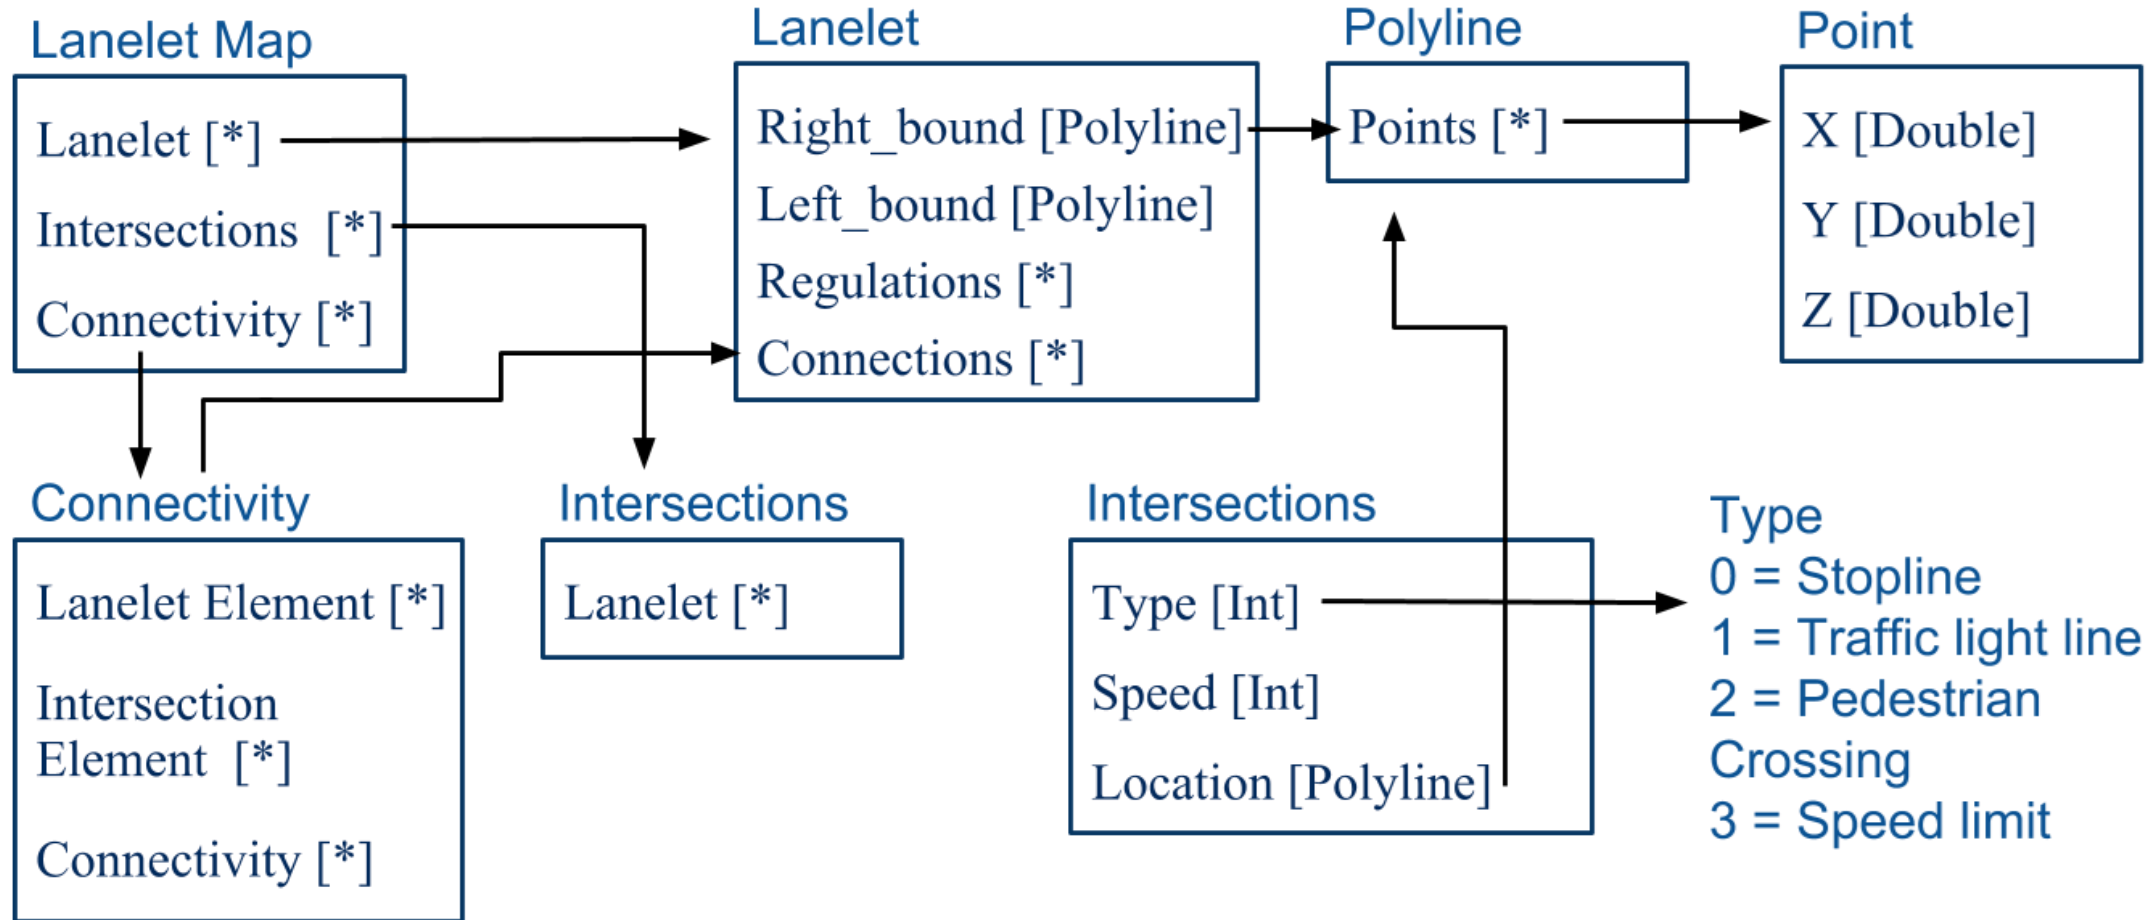 Lanelet Map
Lanelet [*]
Intersections [*]
Connectivity [*]
Lanelet
Right_bound [Polyline]
Left_bound [Polyline]
Regulations [*]
Connections [*]
Polyline
Points [*]
Point
X [Double]
Y [Double]
Z [Double]
Connectivity
Lanelet Element [*]
Intersection
Element [*]
Connectivity [*]
Intersections
Lanelet [*]
Intersections
Type [Int]
Speed [Int]
Location [Polyline]
Type
0 = Stopline
1 = Traffic light line
2 = Pedestrian
Crossing
3 = Speed limit